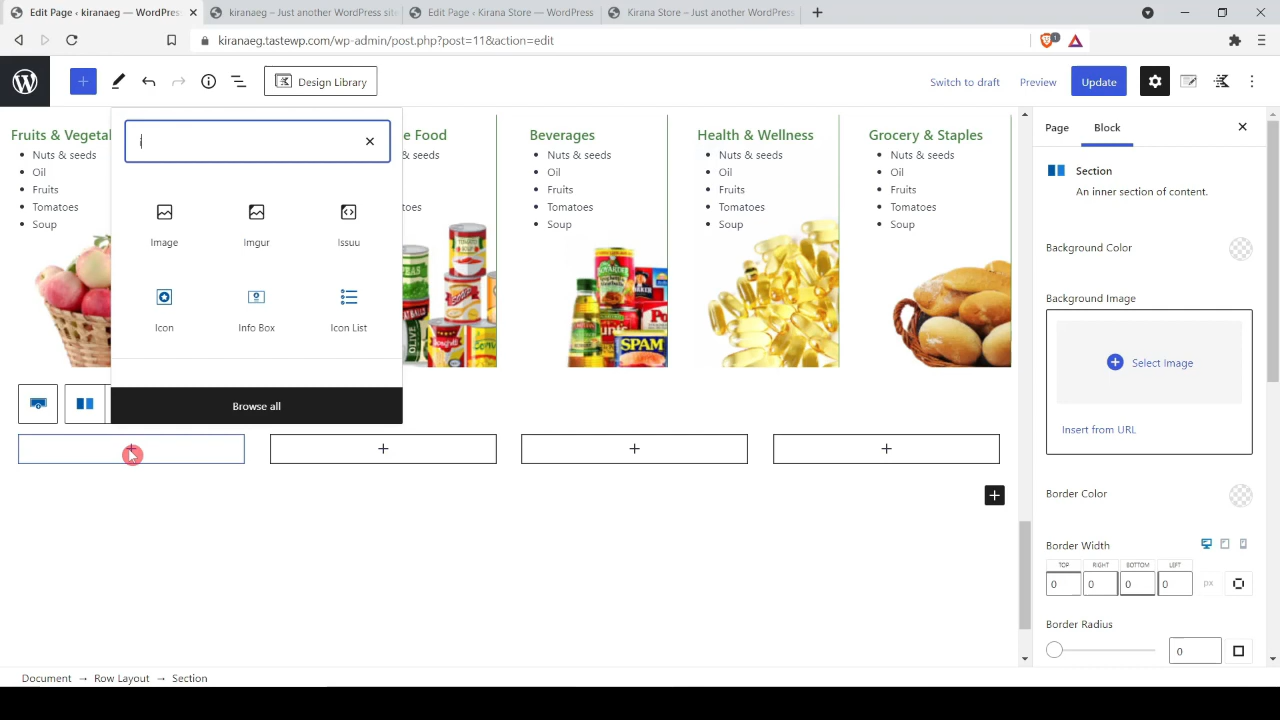 Edit Page ‹ kiranaeg — WordPres
kiranaeg – Just another WordPress site
Edit Page ‹ Kirana Store — WordPress
Kirana Store – Just another WordPress
kiranaeg.tastewp.com/wp-admin/post.php?post=11&action=edit
1
Design Library
Switch to draft
Preview
Update
Fruits & Vegetal
Nuts & seeds
Oil
Fruits
Tomatoes
Soup
i
Image
Imgur
Issuu
Icon
Info Box
Icon List
Browse all
e Food
& seeds
toes
Beverages
Nuts & seeds
Oil
Fruits
Tomatoes
Soup
Health & Wellness
Nuts & seeds
Oil
Fruits
Tomatoes
Soup
Grocery & Staples
Nuts & seeds
Oil
Fruits
Tomatoes
Soup
PEAS
SPAM
Page
Block
Section
An inner section of content.
Background Color
Background Image
Select Image
Insert from URL
Border Color
Border Width
TOP RIGHT BOTTOM LEFT
0 0 0 0 px
Border Radius
0
Document → Row Layout → Section